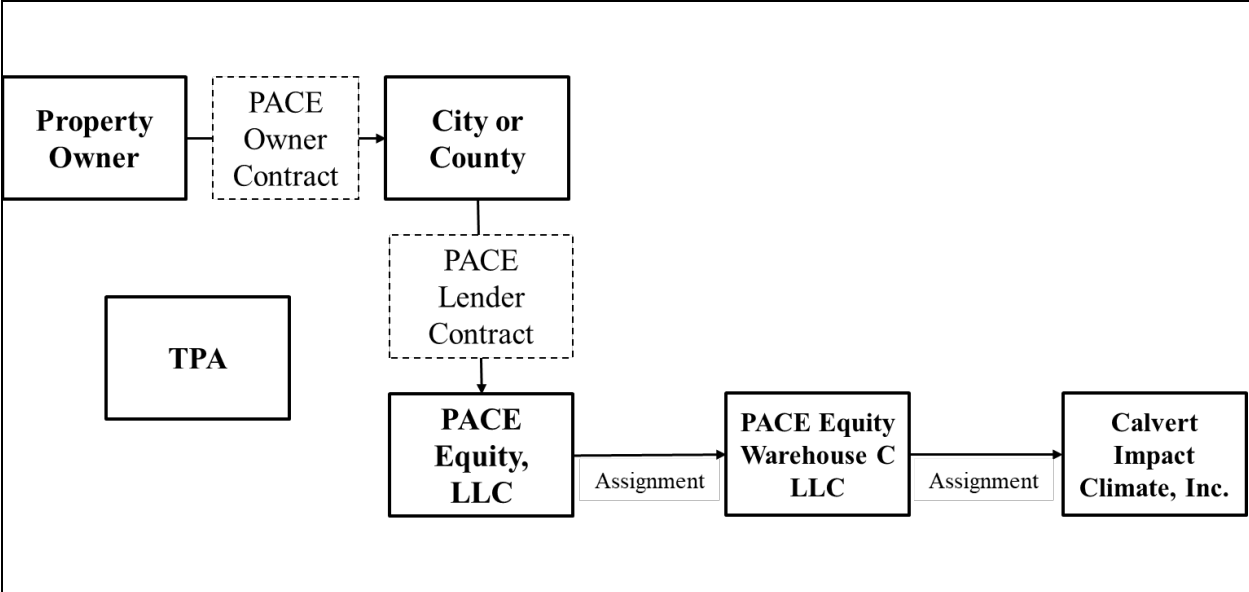 Property
Owner
PACE
Owner
Contract
City or
County
PACE
Lender
Contract
TPA
PACE
Equity,
LLC
Assignment
PACE Equity
Warehouse C
LLC
Assignment
Calvert
Impact
Climate, Inc.